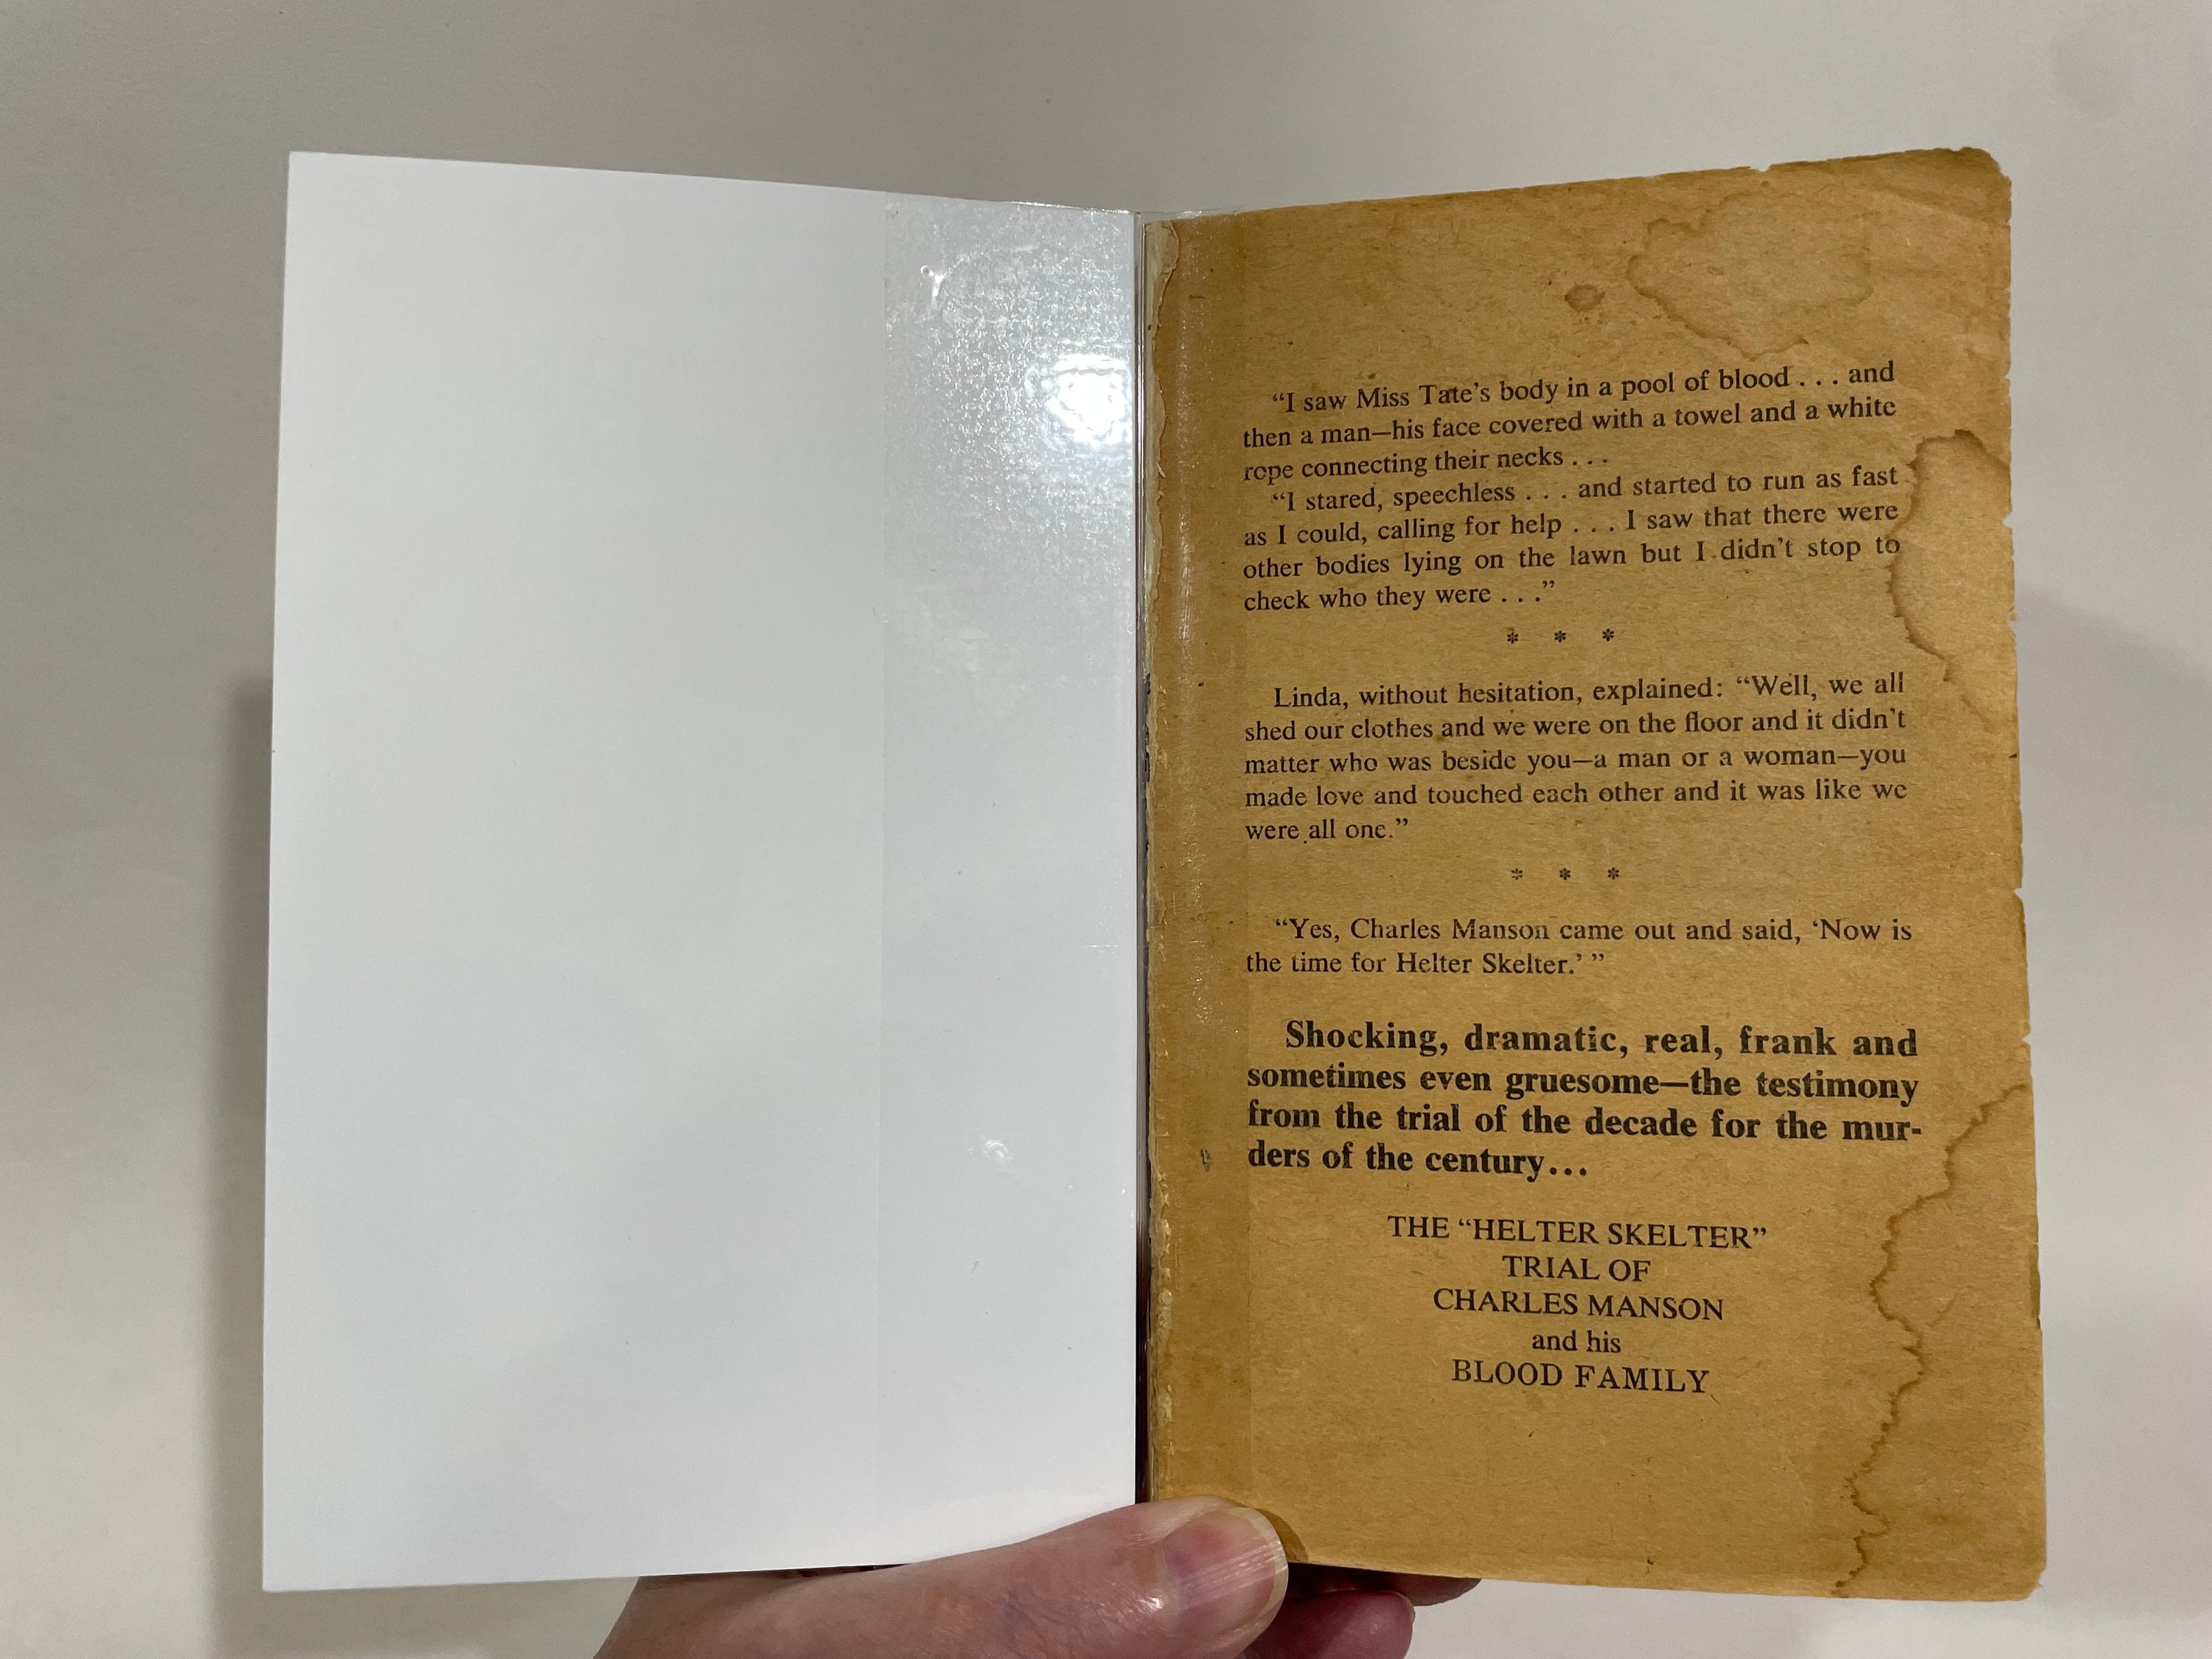 “I saw Miss Tate’s body in a pool of blood . . . and
then a man—his face covered with a towel and a white
rope connecting their necks . . .
“I stared, speechless . . . and started to run as fast
as I could, calling for help . . . I saw that there were
other bodies lying on the lawn but I didn’t stop to
check who they were . . .”
* * *
Linda, without hesitation, explained: “Well, we all
shed our clothes and we were on the floor and it didn’t
matter who was beside you—a man or a woman—you
made love and touched each other and it was like we
were all one.”
* * *
“Yes, Charles Manson came out and said, ‘Now is
the time for Helter Skelter.’ ”
Shocking, dramatic, real, frank and
sometimes even gruesome—the testimony
from the trial of the decade for the mur-
ders of the century...
THE “HELTER SKELTER”
TRIAL OF
CHARLES MANSON
and his
BLOOD FAMILY